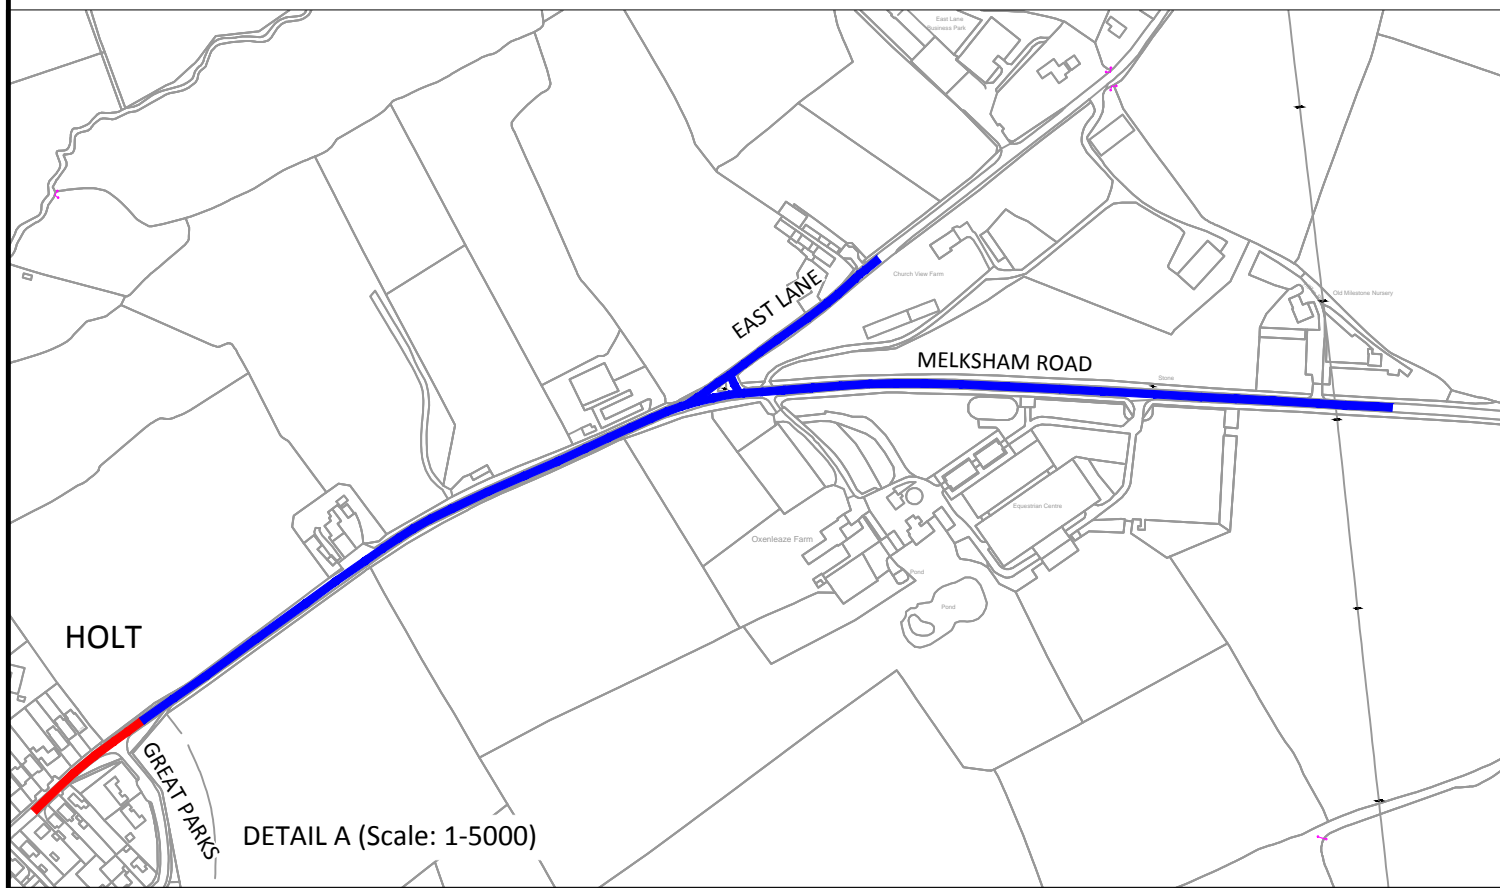 East Lane
Business Park
Church View Farm
Old Milestone Nursery
EAST LANE
MELKSHAM ROAD
Stone
Equestrian Centre
Oxenleaze Farm
Pond
Pond
HOLT
GREAT PARKS
DETAIL A (Scale: 1-5000)